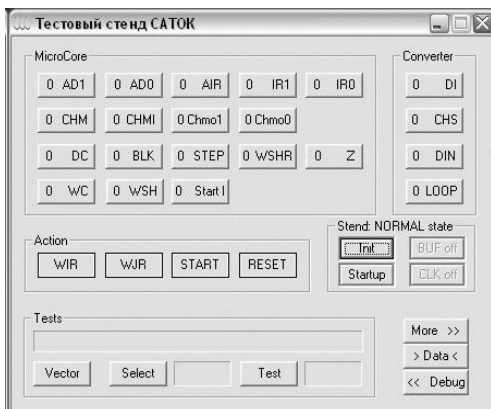 Тестовый стенд САТОК
MicroCore
0 AD1 0 AD0 0 AIR 0 IR1 0 IR0
0 CHM 0 CHMI 0 Chmo1 0 Chmo0
0 DC 0 BLK 0 STEP 0 WSHR 0 Z
0 WC 0 WSH 0 Start I
Converter
0 DI
0 CHS
0 DIN
0 LOOP
Action
WIR WJR START RESET
Stend: NORMAL state
Init BUF off
Startup CLK off
Tests
Vector Select Test
More >>
> Data <
<< Debug